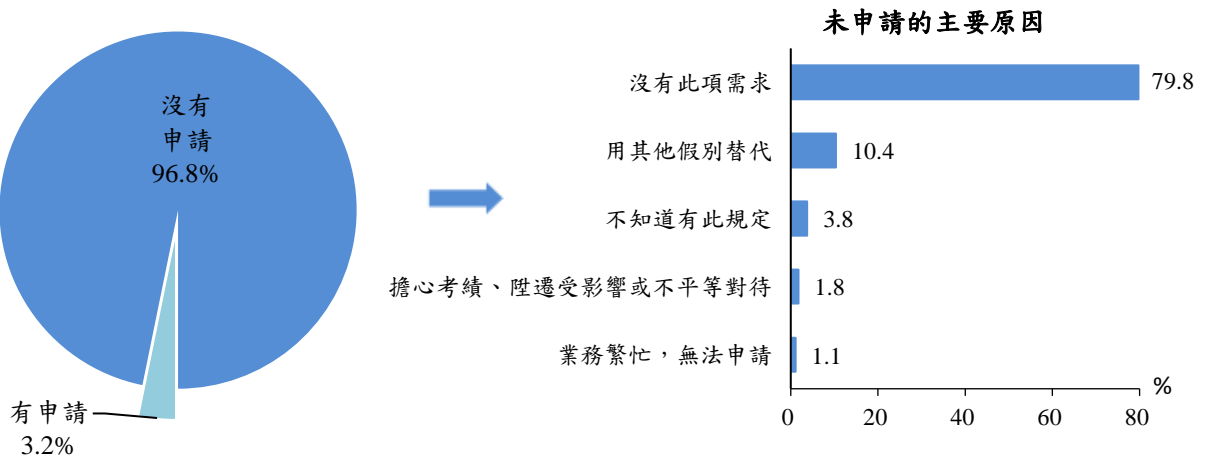 沒有
申請
96.8%
有申請
3.2%
未申請的主要原因
沒有此項需求
79.8
用其他假別替代
10.4
不知道有此規定
3.8
擔心考績、陞遷受影響或不平等對待
1.8
業務繁忙，無法申請
1.1
%
0
20
40
60
80